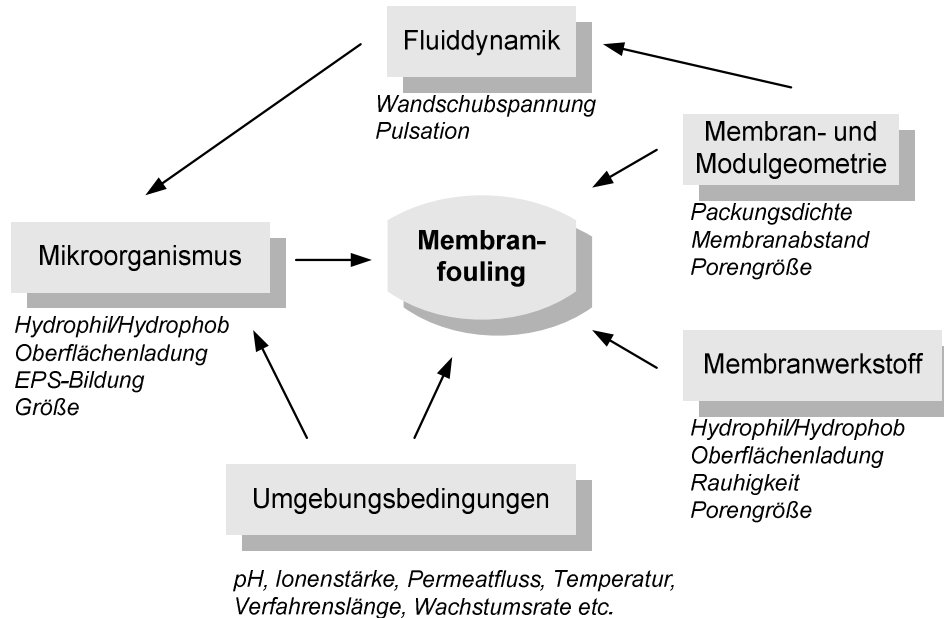 Fluiddynamik
Wandschubspannung
Pulsation
Membran- und
Modulgeometrie
Packungsdichte
Membranabstand
Porengröße
Mikroorganismus
Hydrophil/Hydrophob
Oberflächenladung
EPS-Bildung
Größe
Membran-
fouling
Membranwerkstoff
Hydrophil/Hydrophob
Oberflächenladung
Rauhigkeit
Porengröße
Umgebungsbedingungen
pH, Ionenstärke, Permeatfluss, Temperatur,
Verfahrenslänge, Wachstumsrate etc.